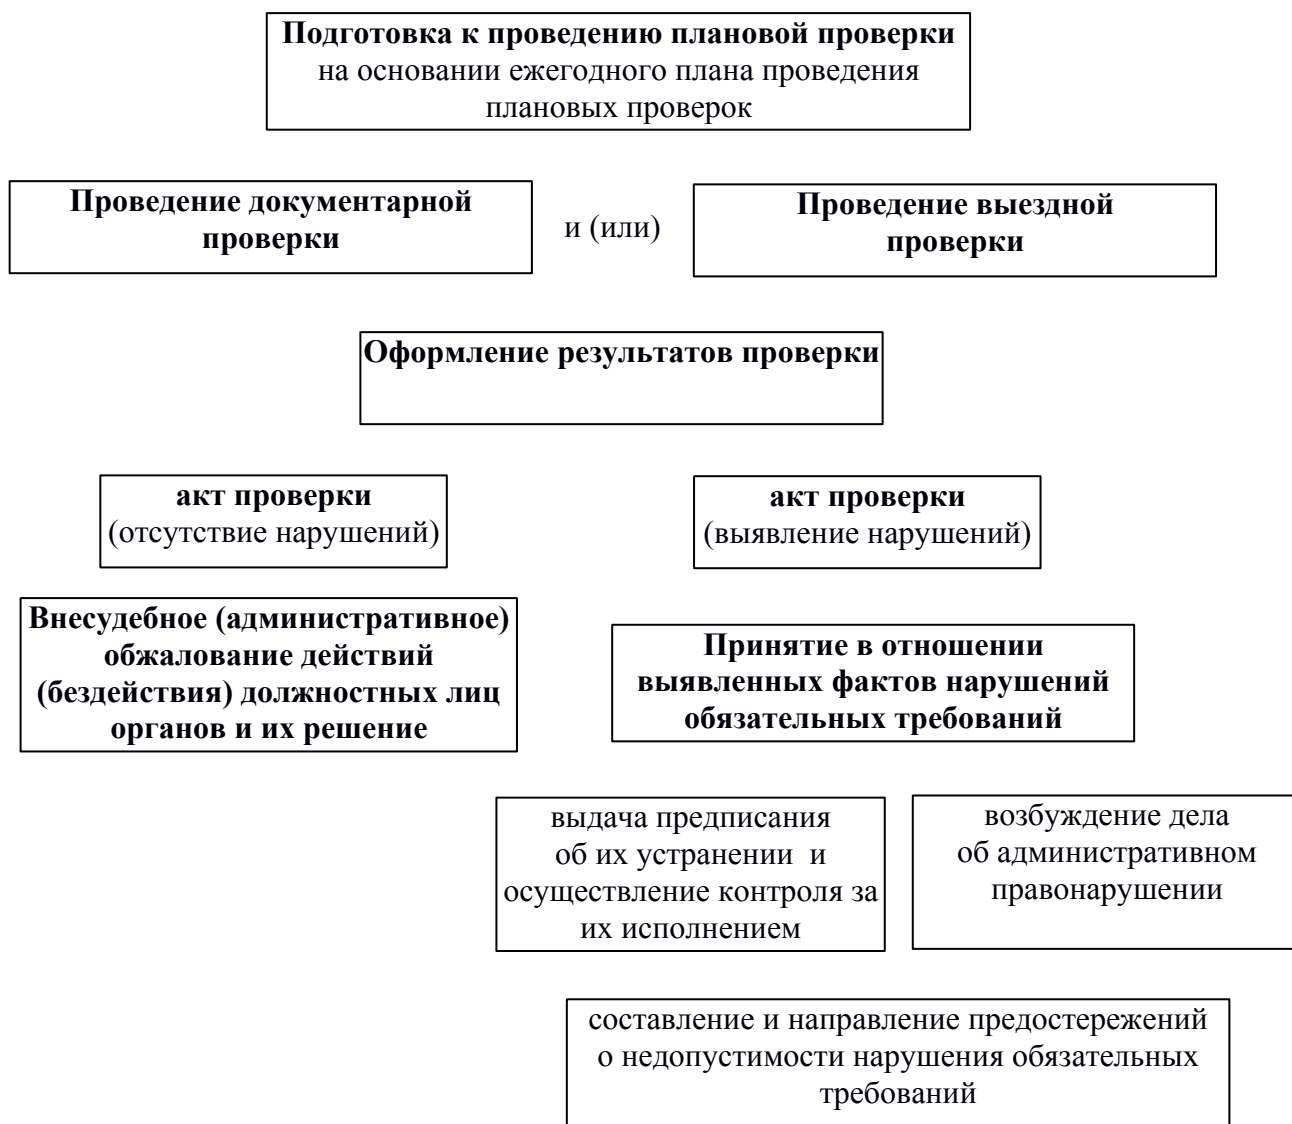 Подготовка к проведению плановой проверки
на основании ежегодного плана проведения
плановых проверок
Проведение документарной
проверки
и (или)
Проведение выездной
проверки
Оформление результатов проверки
акт проверки
(отсутствие нарушений)
акт проверки
(выявление нарушений)
Внесудебное (административное)
обжалование действий
(бездействия) должностных лиц
органов и их решение
Принятие в отношении
выявленных фактов нарушений
обязательных требований
выдача предписания
об их устранении и
осуществление контроля за
их исполнением
возбуждение дела
об административном
правонарушении
составление и направление предостережений
о недопустимости нарушения обязательных
требований